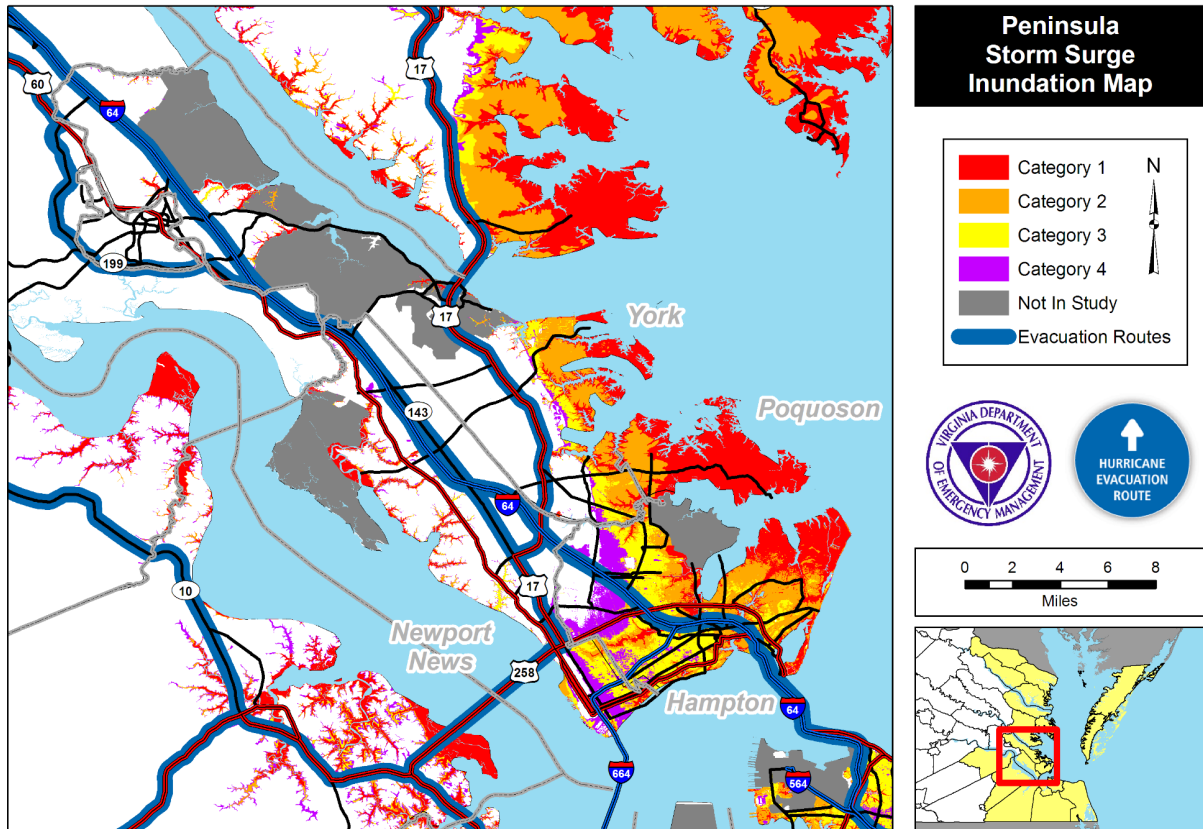 Peninsula
Storm Surge
Inundation Map
Category 1
Category 2
Category 3
Category 4
Not In Study
Evacuation Routes
N
VIRGINIA DEPARTMENT
OF EMERGENCY MANAGEMENT
HURRICANE
EVACUATION
ROUTE
0 2 4 6 8
Miles
60
64
17
199
17
York
Poquoson
143
64
10
17
Newport
News
258
Hampton
64
664
564